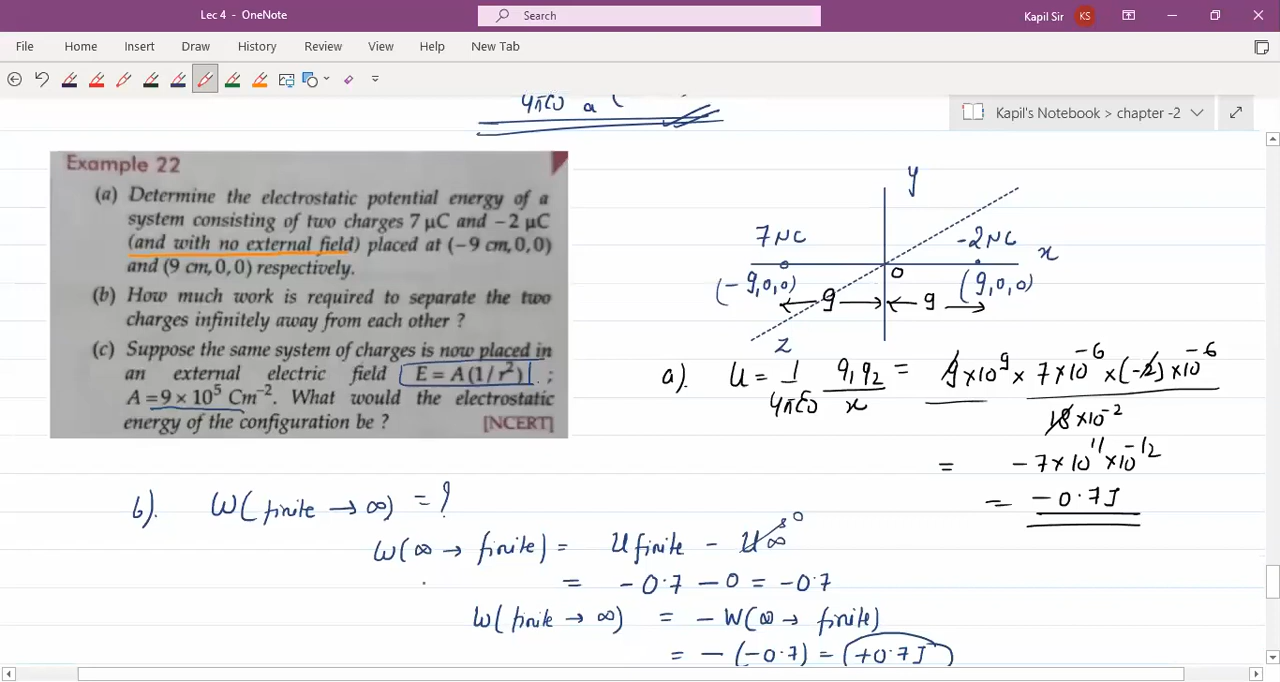 Lec 4 - OneNote
Search
Kapil Sir KS
File Home Insert Draw History Review View Help New Tab
Kapil's Notebook > chapter -2
4πε0 a (
Example 22
(a) Determine the electrostatic potential energy of a
system consisting of two charges 7 μC and −2 μC
(and with no external field) placed at (−9 cm,0,0)
and (9 cm,0,0) respectively.
(b) How much work is required to separate the two
charges infinitely away from each other ?
(c) Suppose the same system of charges is now placed in
an external electric field E = A(1/r²) ;
A = 9 × 10⁵ Cm⁻². What would the electrostatic
energy of the configuration be ? [NCERT]
y
7μC -2μC x
0
(-9,0,0) (9,0,0)
9 9
z
a). U = 1/4πε0 q1q2/x = 9×10⁹ × 7×10⁻⁶×(-2)×10⁻⁶
18×10⁻²
= -7×10¹¹×10⁻¹²
= -0.7J
b). W(finite → ∞) = ?
W(∞ → finite) = Ufinite - U∞ 0
= -0.7 - 0 = -0.7
W(finite → ∞) = - W(∞ → finite)
= - (-0.7) = +0.7J